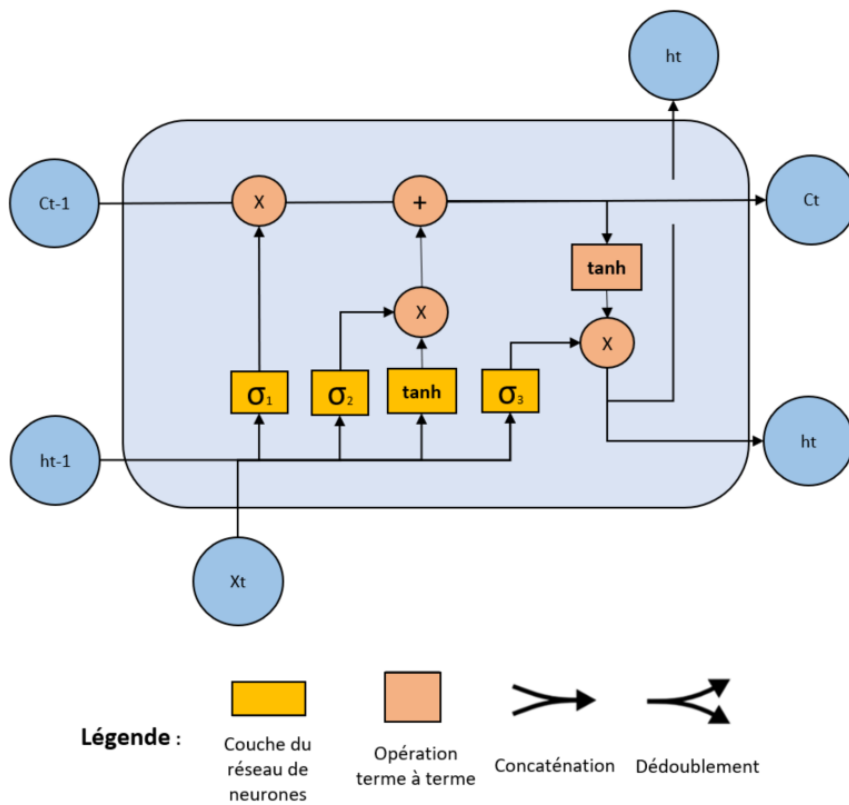 ht
Ct-1
X
+
Ct
tanh
X
X
σ1
σ2
tanh
σ3
ht-1
ht
Xt
Légende :
Couche du
réseau de
neurones
Opération
terme à terme
Concaténation
Dédoublement